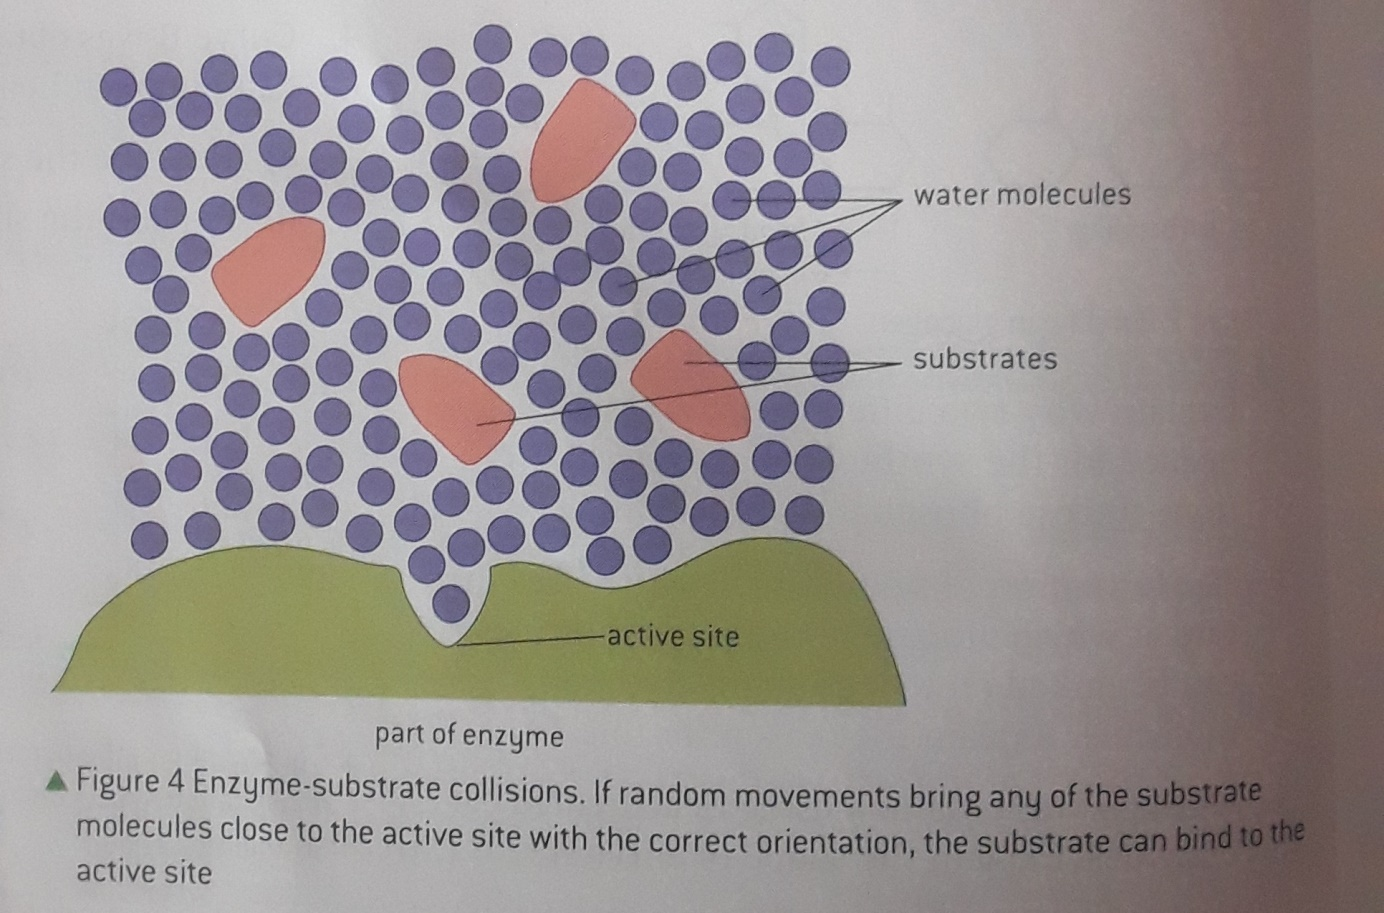 water molecules
substrates
active site
part of enzyme
▲ Figure 4 Enzyme-substrate collisions. If random movements bring any of the substrate
molecules close to the active site with the correct orientation, the substrate can bind to the
active site